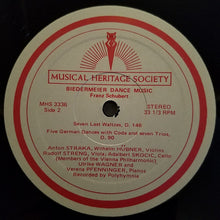 MUSICAL HERITAGE SOCIETY
BIEDERMEIER DANCE MUSIC
Franz Schubert
MHS 3336
Side 2
STEREO
33 1/3 RPM
Seven Last Waltzes, D. 146
Five German Dances with Coda and seven Trios,
D. 90
Anton STRAKA, Wilhelm HÜBNER, Violins
Rudolf STRENG, Viola; Adalbert SKOCIC, Cello
(Members of the Vienna Philharmonic)
Ulrike WAGNER and
Verena PFENNINGER, Pianos
Recorded by Polyhymnia